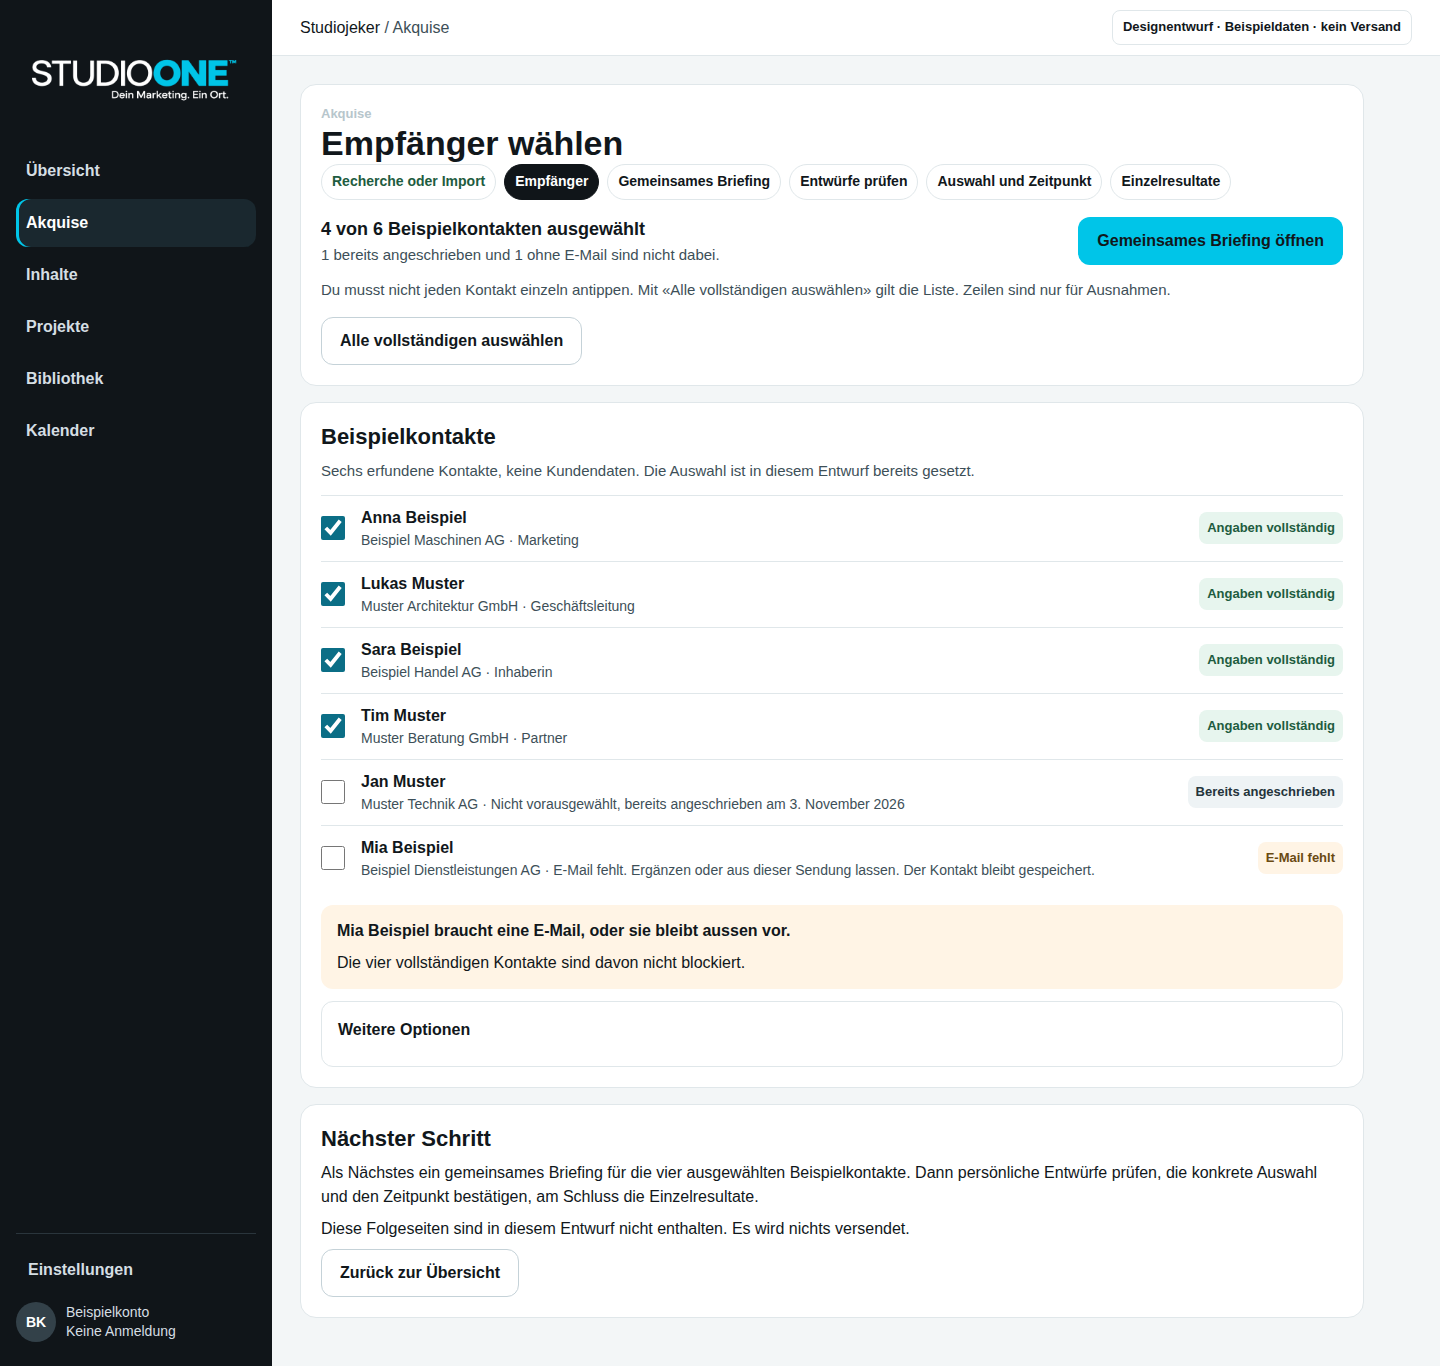 STUDIOONE™
Dein Marketing. Ein Ort.
Übersicht
Akquise
Inhalte
Projekte
Bibliothek
Kalender
Einstellungen
BK
Beispielkonto
Keine Anmeldung
Studiojeker / Akquise
Designentwurf · Beispieldaten · kein Versand
Akquise
Empfänger wählen
Recherche oder Import
Empfänger
Gemeinsames Briefing
Entwürfe prüfen
Auswahl und Zeitpunkt
Einzelresultate
4 von 6 Beispielkontakten ausgewählt
1 bereits angeschrieben und 1 ohne E-Mail sind nicht dabei.
Gemeinsames Briefing öffnen
Du musst nicht jeden Kontakt einzeln antippen. Mit «Alle vollständigen auswählen» gilt die Liste. Zeilen sind nur für Ausnahmen.
Alle vollständigen auswählen
Beispielkontakte
Sechs erfundene Kontakte, keine Kundendaten. Die Auswahl ist in diesem Entwurf bereits gesetzt.
Anna Beispiel
Beispiel Maschinen AG · Marketing
Angaben vollständig
Lukas Muster
Muster Architektur GmbH · Geschäftsleitung
Angaben vollständig
Sara Beispiel
Beispiel Handel AG · Inhaberin
Angaben vollständig
Tim Muster
Muster Beratung GmbH · Partner
Angaben vollständig
Jan Muster
Muster Technik AG · Nicht vorausgewählt, bereits angeschrieben am 3. November 2026
Bereits angeschrieben
Mia Beispiel
Beispiel Dienstleistungen AG · E-Mail fehlt. Ergänzen oder aus dieser Sendung lassen. Der Kontakt bleibt gespeichert.
E-Mail fehlt
Mia Beispiel braucht eine E-Mail, oder sie bleibt aussen vor.
Die vier vollständigen Kontakte sind davon nicht blockiert.
Weitere Optionen
Nächster Schritt
Als Nächstes ein gemeinsames Briefing für die vier ausgewählten Beispielkontakte. Dann persönliche Entwürfe prüfen, die konkrete Auswahl
und den Zeitpunkt bestätigen, am Schluss die Einzelresultate.
Diese Folgeseiten sind in diesem Entwurf nicht enthalten. Es wird nichts versendet.
Zurück zur Übersicht